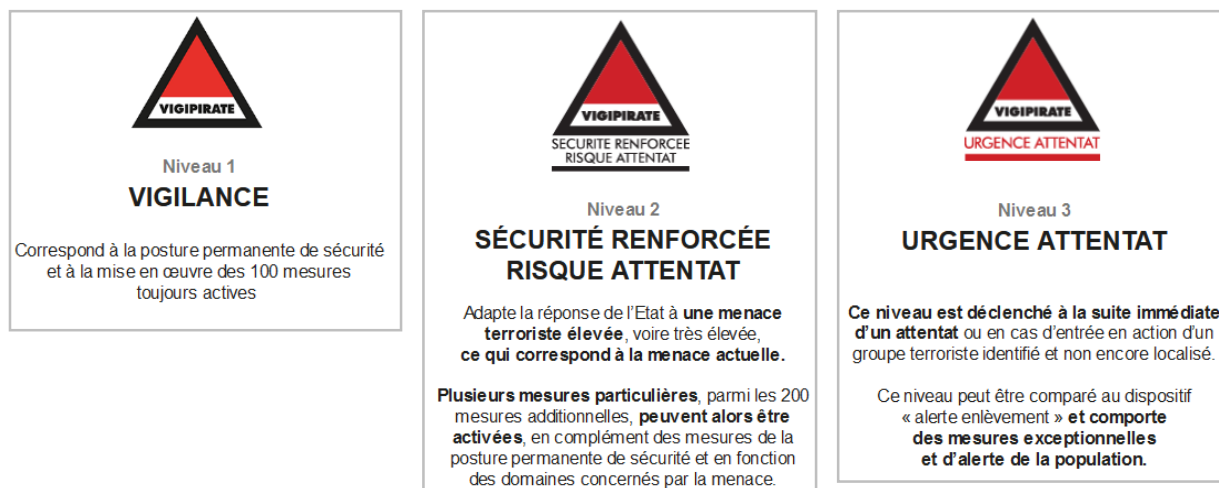 VIGIPIRATE
Niveau 1
VIGILANCE
Correspond à la posture permanente de sécurité
et à la mise en œuvre des 100 mesures
toujours actives
VIGIPIRATE
SECURITE RENFORCEE
RISQUE ATTENTAT
Niveau 2
SÉCURITÉ RENFORCÉE
RISQUE ATTENTAT
Adapte la réponse de l'Etat à une menace
terroriste élevée, voire très élevée,
ce qui correspond à la menace actuelle.
Plusieurs mesures particulières, parmi les 200
mesures additionnelles, peuvent alors être
activées, en complément des mesures de la
posture permanente de sécurité et en fonction
des domaines concernés par la menace.
VIGIPIRATE
URGENCE ATTENTAT
Niveau 3
URGENCE ATTENTAT
Ce niveau est déclenché à la suite immédiate
d'un attentat ou en cas d'entrée en action d'un
groupe terroriste identifié et non encore localisé.
Ce niveau peut être comparé au dispositif
« alerte enlèvement » et comporte
des mesures exceptionnelles
et d'alerte de la population.